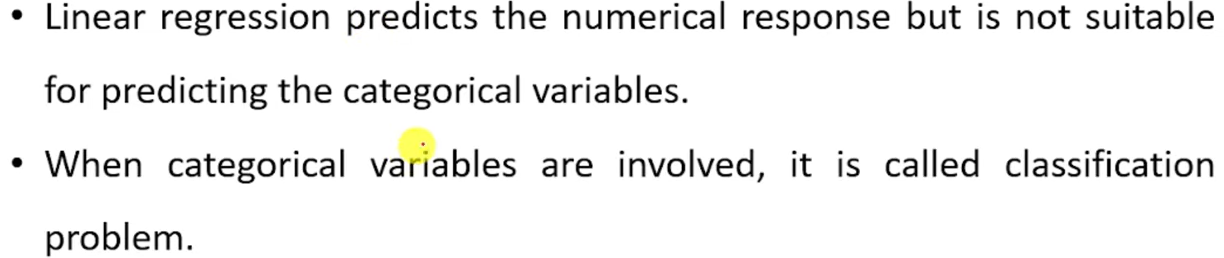 • Linear regression predicts the numerical response but is not suitable
for predicting the categorical variables.
• When categorical variables are involved, it is called classification
problem.